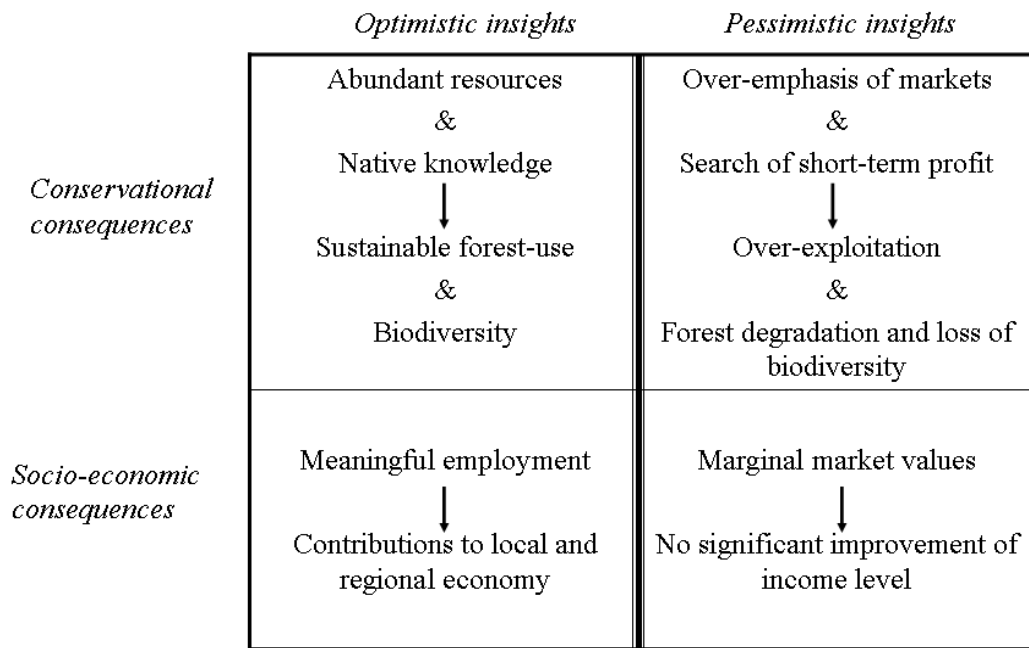 Optimistic insights
Pessimistic insights
Conservational
consequences
Abundant resources
&
Native knowledge
Sustainable forest-use
&
Biodiversity
Over-emphasis of markets
&
Search of short-term profit
Over-exploitation
&
Forest degradation and loss of
biodiversity
Socio-economic
consequences
Meaningful employment
Contributions to local and
regional economy
Marginal market values
No significant improvement of
income level